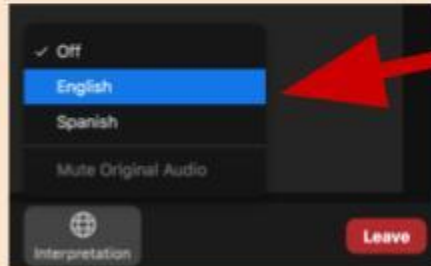 ✓ Off
English
Spanish
Mute Original Audio
Interpretation
Leave